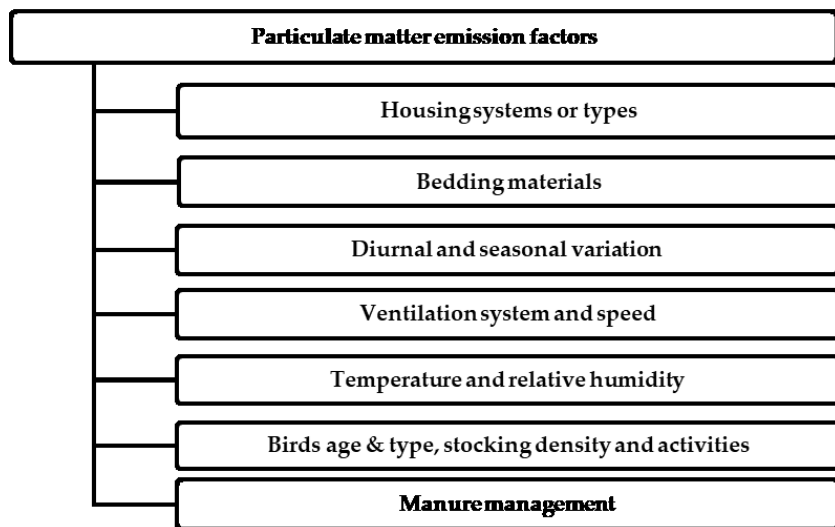 Particulate matter emission factors
Housing systems or types
Bedding materials
Diurnal and seasonal variation
Ventilation system and speed
Temperature and relative humidity
Birds age & type, stocking density and activities
Manure management